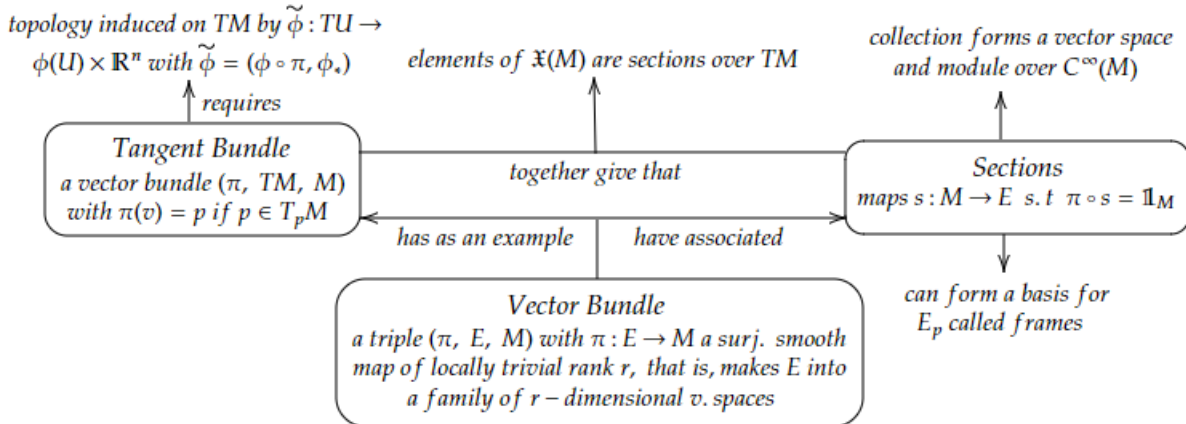 topology induced on TM by φ̃ : TU →
φ(U) × ℝⁿ with φ̃ = (φ ∘ π, φ₊)
requires
elements of 𝔛(M) are sections over TM
collection forms a vector space
and module over C^∞(M)
Tangent Bundle
a vector bundle (π, TM, M)
with π(v) = p if p ∈ T_pM
together give that
Sections
maps s : M → E s.t π ∘ s = 𝟙_M
has as an example
have associated
can form a basis for
E_p called frames
Vector Bundle
a triple (π, E, M) with π : E → M a surj. smooth
map of locally trivial rank r, that is, makes E into
a family of r − dimensional v. spaces